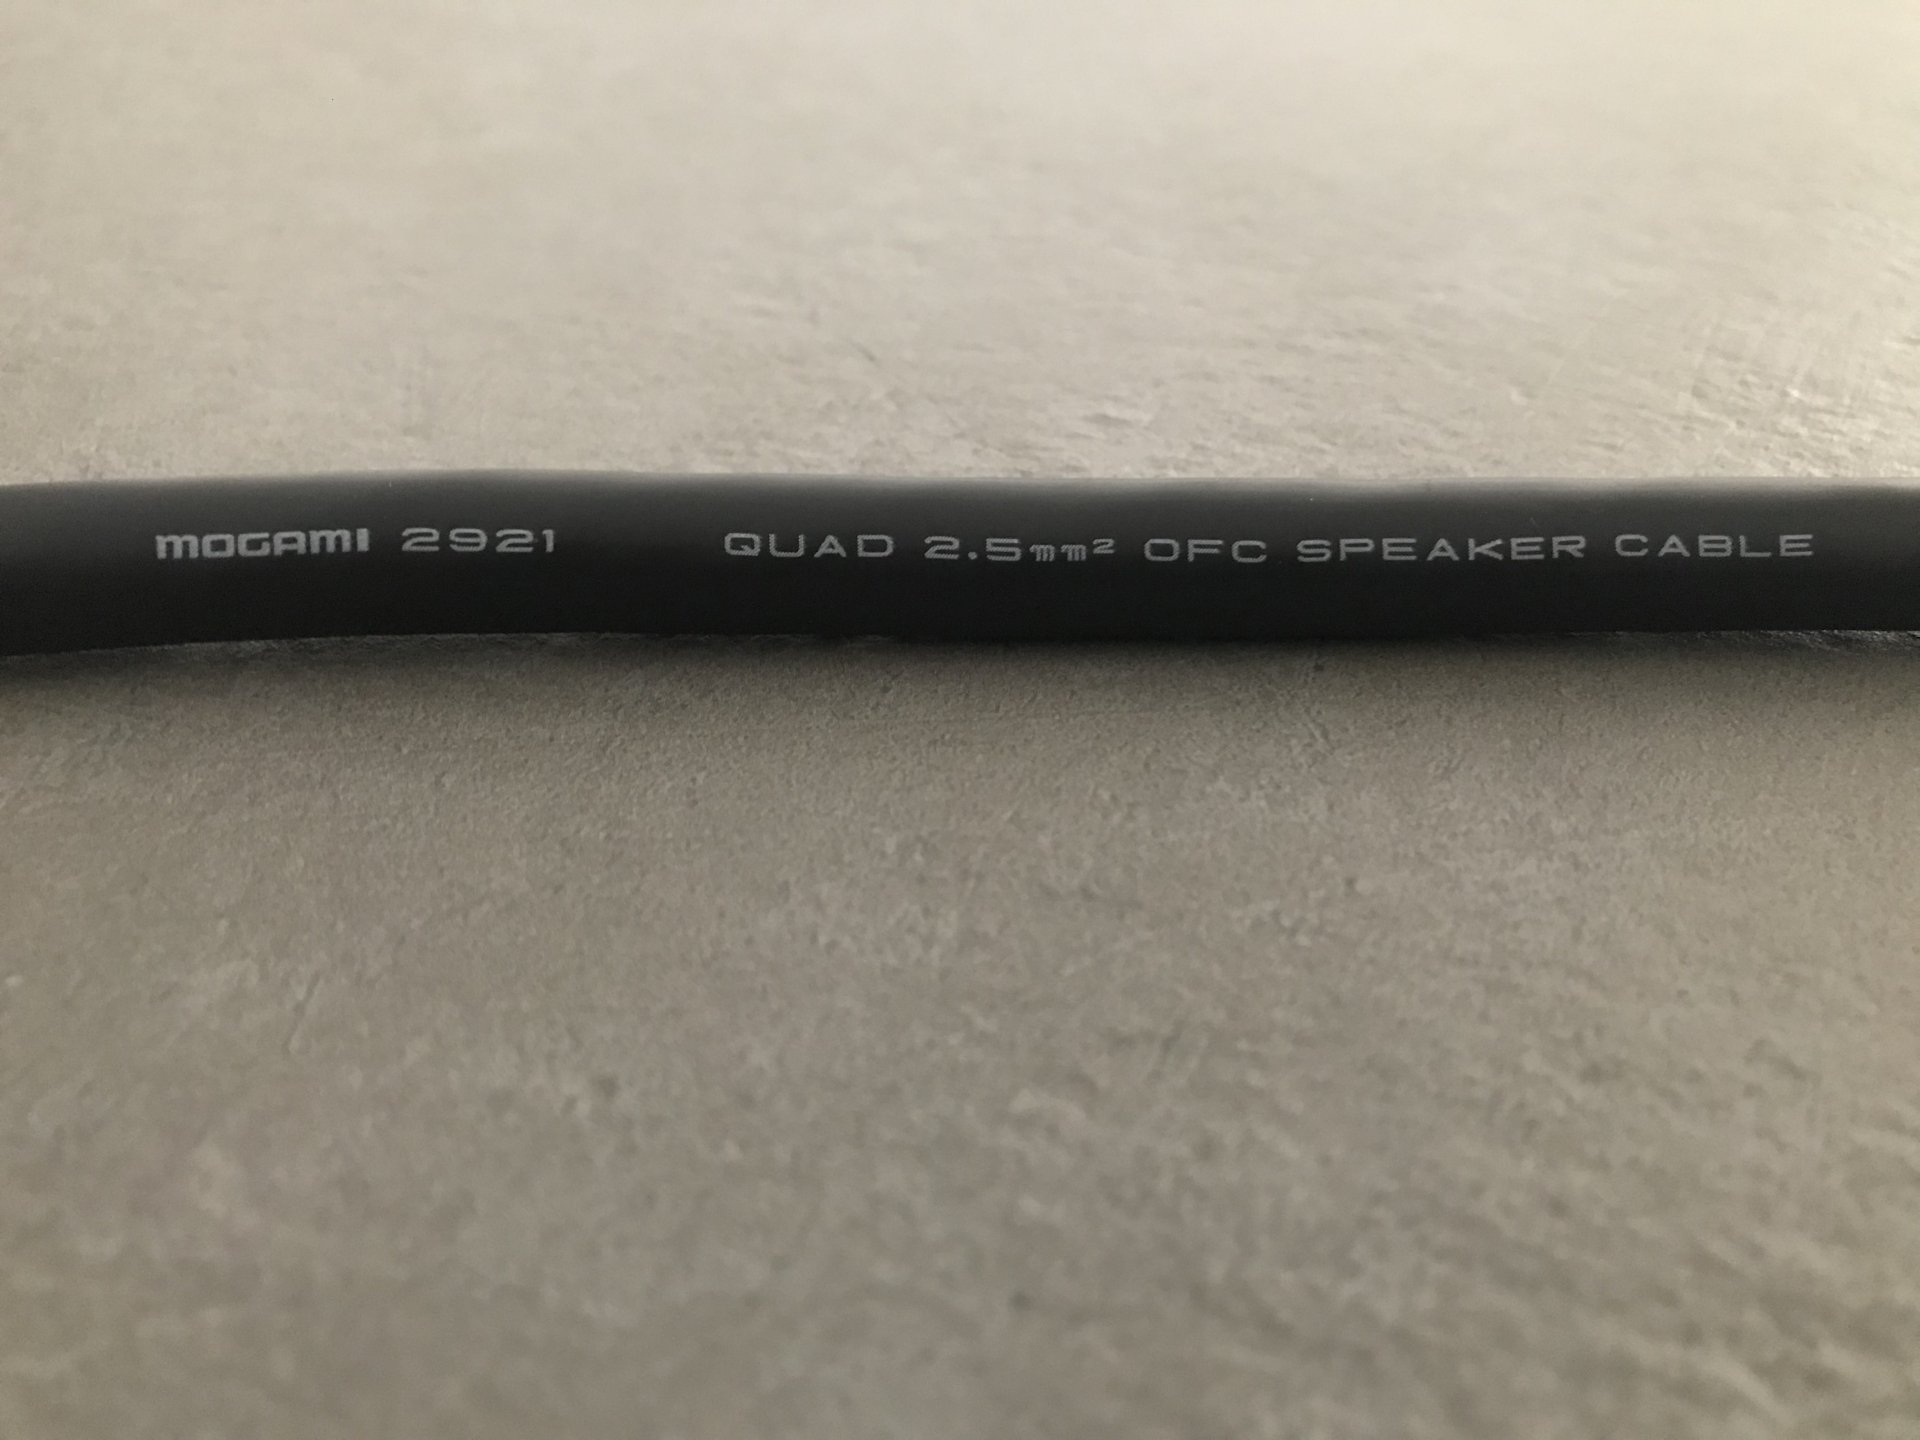 MOGAMI 2921 QUAD 2.5mm² OFC SPEAKER CABLE